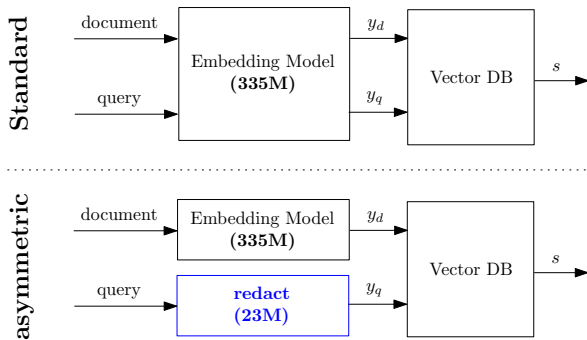 Standard
document
query
Embedding Model
(335M)
y_d
y_q
Vector DB
s
asymmetric
document
query
Embedding Model
(335M)
redact
(23M)
y_d
y_q
Vector DB
s